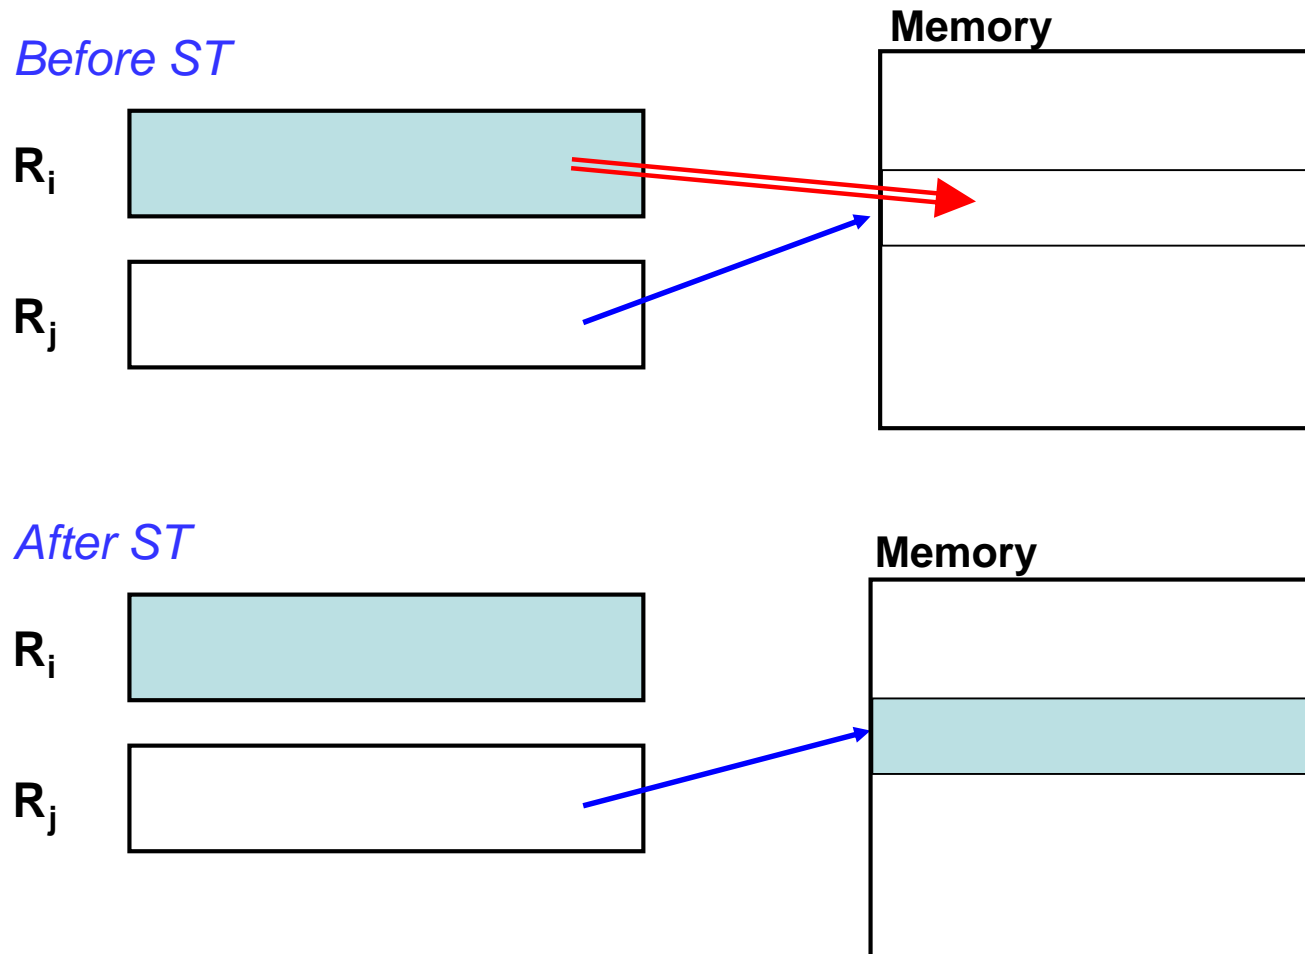 Memory
Before ST
Ri
Rj
After ST
Memory
Ri
Rj